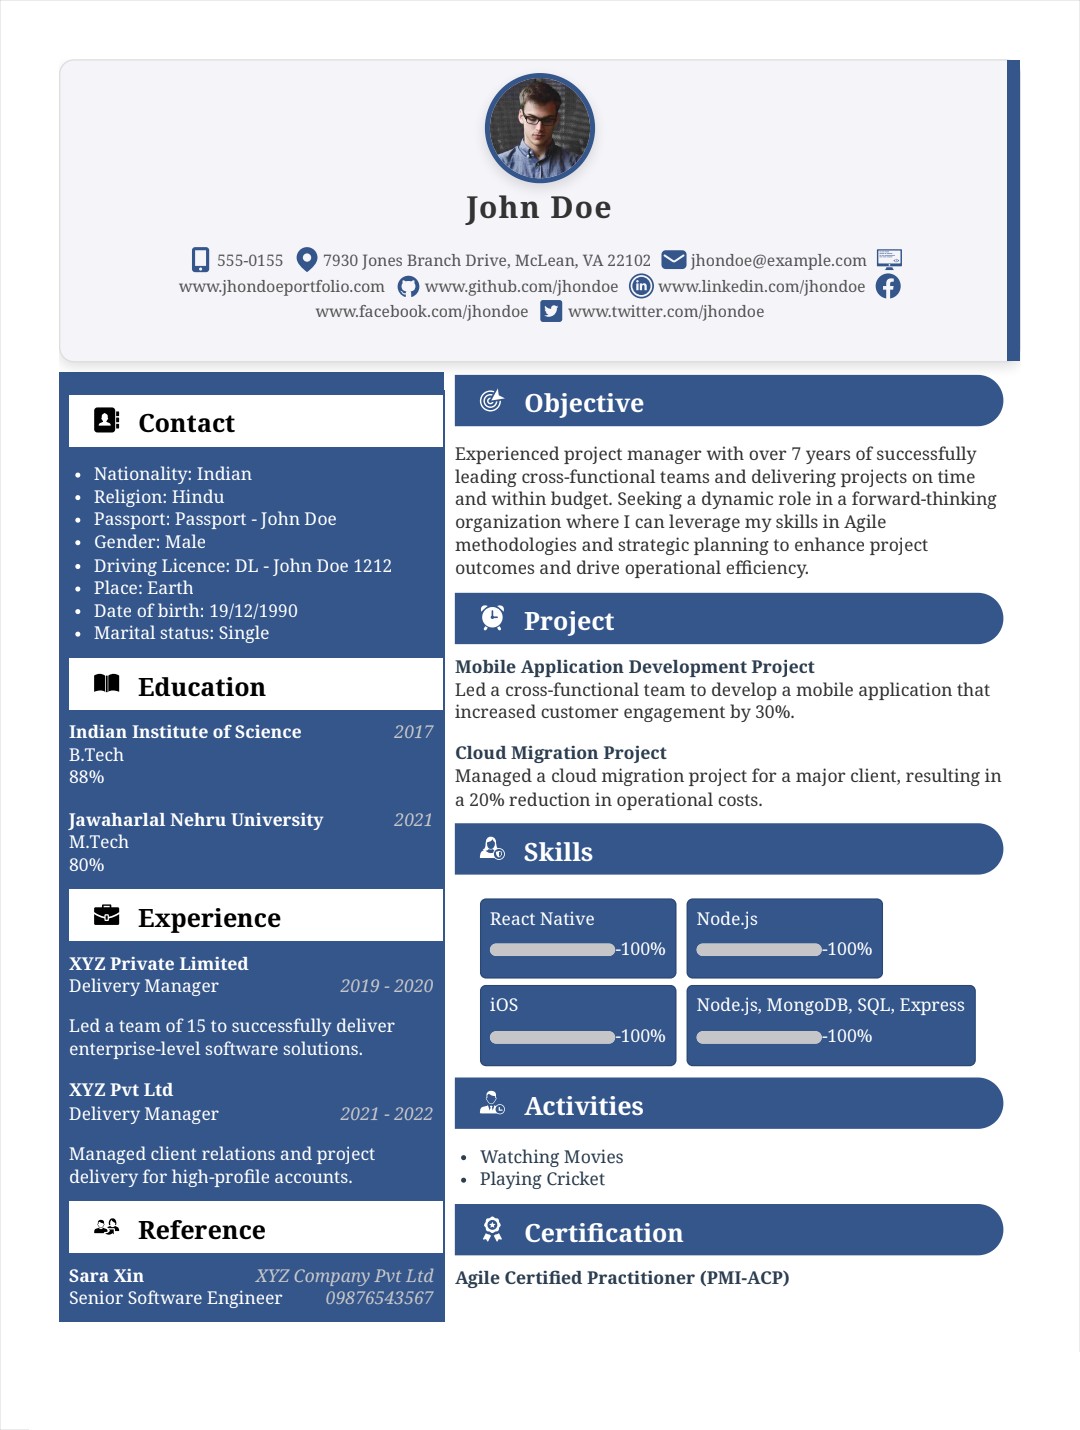 John Doe
555-0155 7930 Jones Branch Drive, McLean, VA 22102 jhondoe@example.com
www.jhondoeportfolio.com www.github.com/jhondoe www.linkedin.com/jhondoe
www.facebook.com/jhondoe www.twitter.com/jhondoe
Contact
• Nationality: Indian
• Religion: Hindu
• Passport: Passport - John Doe
• Gender: Male
• Driving Licence: DL - John Doe 1212
• Place: Earth
• Date of birth: 19/12/1990
• Marital status: Single
Education
Indian Institute of Science 2017
B.Tech
88%
Jawaharlal Nehru University 2021
M.Tech
80%
Experience
XYZ Private Limited
Delivery Manager 2019 - 2020
Led a team of 15 to successfully deliver
enterprise-level software solutions.
XYZ Pvt Ltd
Delivery Manager 2021 - 2022
Managed client relations and project
delivery for high-profile accounts.
Reference
Sara Xin XYZ Company Pvt Ltd
Senior Software Engineer 09876543567
Objective
Experienced project manager with over 7 years of successfully
leading cross-functional teams and delivering projects on time
and within budget. Seeking a dynamic role in a forward-thinking
organization where I can leverage my skills in Agile
methodologies and strategic planning to enhance project
outcomes and drive operational efficiency.
Project
Mobile Application Development Project
Led a cross-functional team to develop a mobile application that
increased customer engagement by 30%.
Cloud Migration Project
Managed a cloud migration project for a major client, resulting in
a 20% reduction in operational costs.
Skills
React Native
-100%
Node.js
-100%
iOS
-100%
Node.js, MongoDB, SQL, Express
-100%
Activities
• Watching Movies
• Playing Cricket
Certification
Agile Certified Practitioner (PMI-ACP)